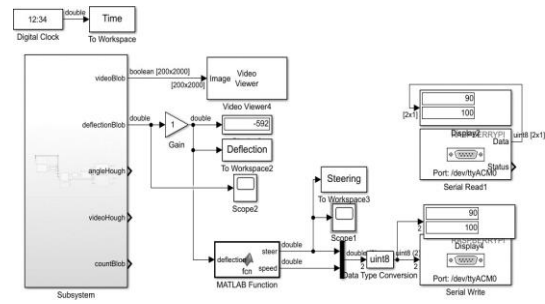 12:34
double
Time
Digital Clock
To Workspace
videoBlob
boolean [200x2000]
[200x2000]
Image
Video
Viewer
Video Viewer4
deflectionBlob
double
1
double
Gain
-592
Deflection
To Workspace2
Scope2
angleHough
videoHough
countBlob
Subsystem
deflection
steer
speed
fcn
MATLAB Function
double
double
Steering
To Workspace3
Scope1
double
2
Data Type Conversion
uint8
uint8 (2)
2
90
100
Display4
2
Port: /dev/ttyACM0
Serial Write
90
100
[2x1]
Display2
Data
uint8 [2x1]
Status
Port: /dev/ttyACM0
Serial Read1